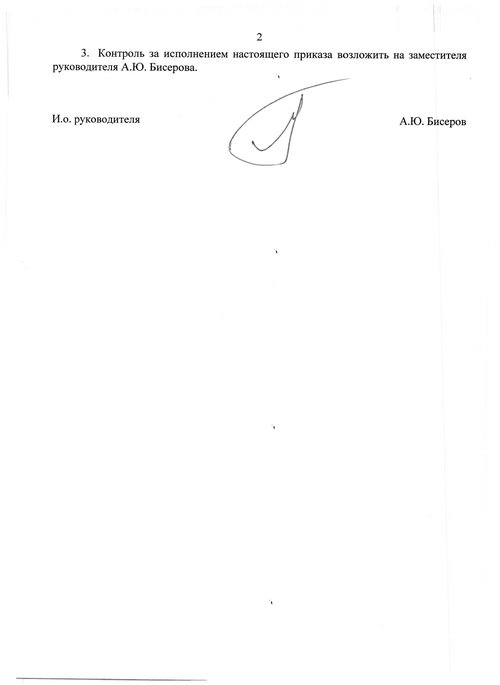 2
3. Контроль за исполнением настоящего приказа возложить на заместителя
руководителя А.Ю. Бисерова.
И.о. руководителя
А.Ю. Бисеров